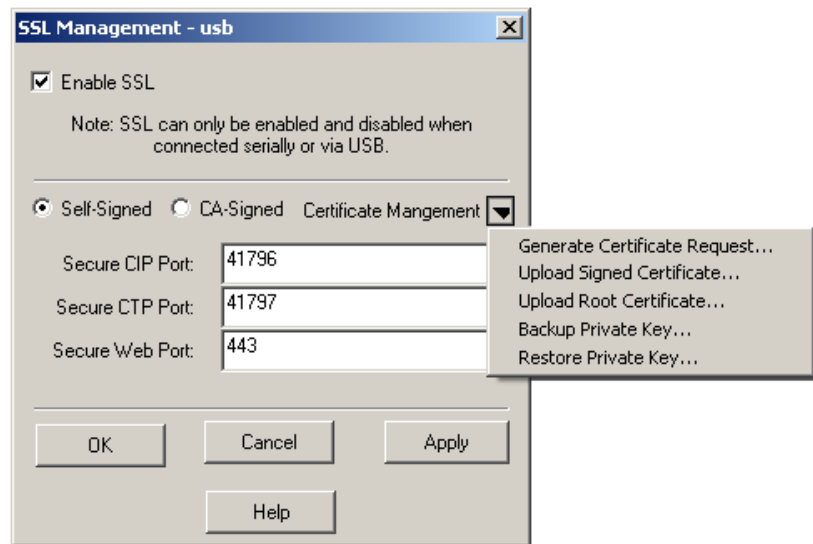 SSL Management - usb
Enable SSL
Note: SSL can only be enabled and disabled when
connected serially or via USB.
Self-Signed
CA-Signed
Certificate Mangement
Generate Certificate Request...
Upload Signed Certificate...
Upload Root Certificate...
Backup Private Key...
Restore Private Key...
Secure CIP Port:
41796
Secure CTP Port:
41797
Secure Web Port:
443
OK
Cancel
Apply
Help